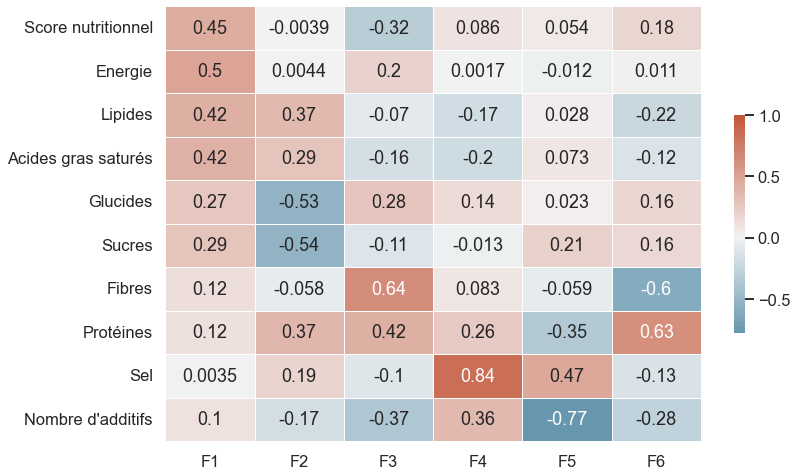 Score nutritionnel 0.45 -0.0039 -0.32 0.086 0.054 0.18
Energie 0.5 0.0044 0.2 0.0017 -0.012 0.011
Lipides 0.42 0.37 -0.07 -0.17 0.028 -0.22
Acides gras saturés 0.42 0.29 -0.16 -0.2 0.073 -0.12
Glucides 0.27 -0.53 0.28 0.14 0.023 0.16
Sucres 0.29 -0.54 -0.11 -0.013 0.21 0.16
Fibres 0.12 -0.058 0.64 0.083 -0.059 -0.6
Protéines 0.12 0.37 0.42 0.26 -0.35 0.63
Sel 0.0035 0.19 -0.1 0.84 0.47 -0.13
Nombre d'additifs 0.1 -0.17 -0.37 0.36 -0.77 -0.28
F1 F2 F3 F4 F5 F6
1.0
0.5
0.0
-0.5